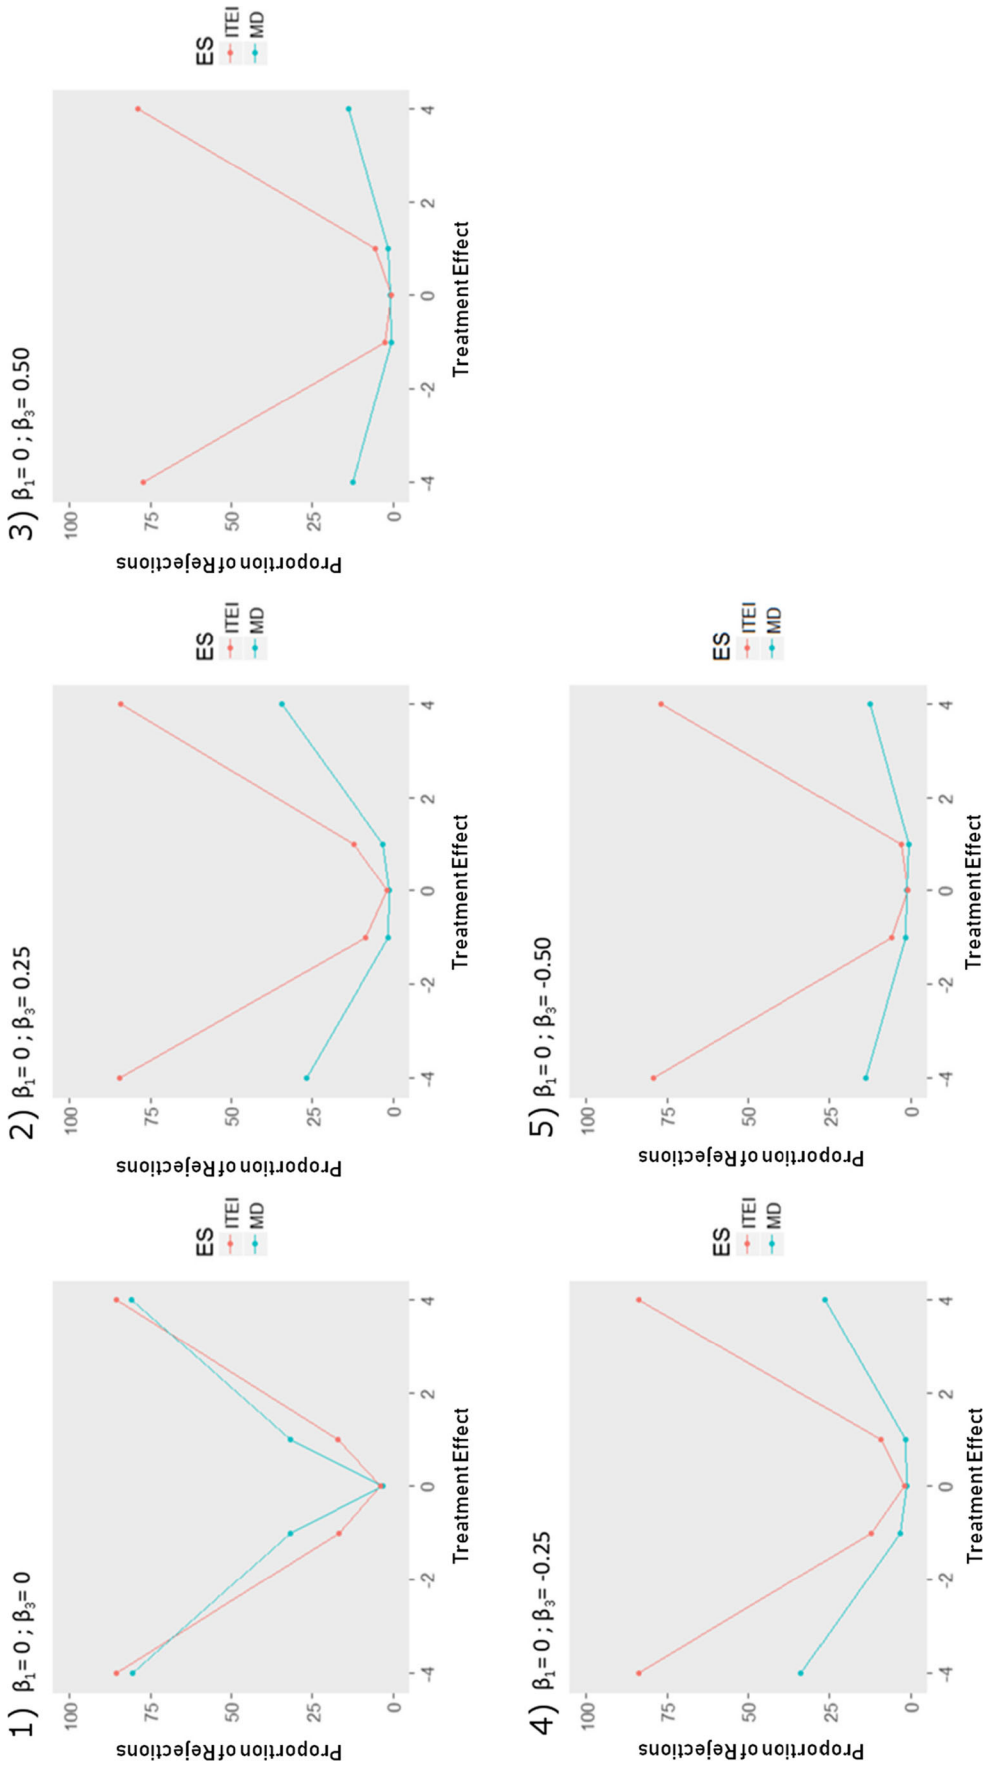 1) β₁= 0 ; β₃= 0
Proportion of Rejections
100
75
50
25
0
-4
-2
0
2
4
Treatment Effect
ES
ITEI
MD
2) β₁= 0 ; β₃= 0.25
Proportion of Rejections
100
75
50
25
0
-4
-2
0
2
4
Treatment Effect
ES
ITEI
MD
3) β₁= 0 ; β₃= 0.50
Proportion of Rejections
100
75
50
25
0
-4
-2
0
2
4
Treatment Effect
ES
ITEI
MD
4) β₁= 0 ; β₃= -0.25
Proportion of Rejections
100
75
50
25
0
-4
-2
0
2
4
Treatment Effect
ES
ITEI
MD
5) β₁= 0 ; β₃= -0.50
Proportion of Rejections
100
75
50
25
0
-4
-2
0
2
4
Treatment Effect
ES
ITEI
MD